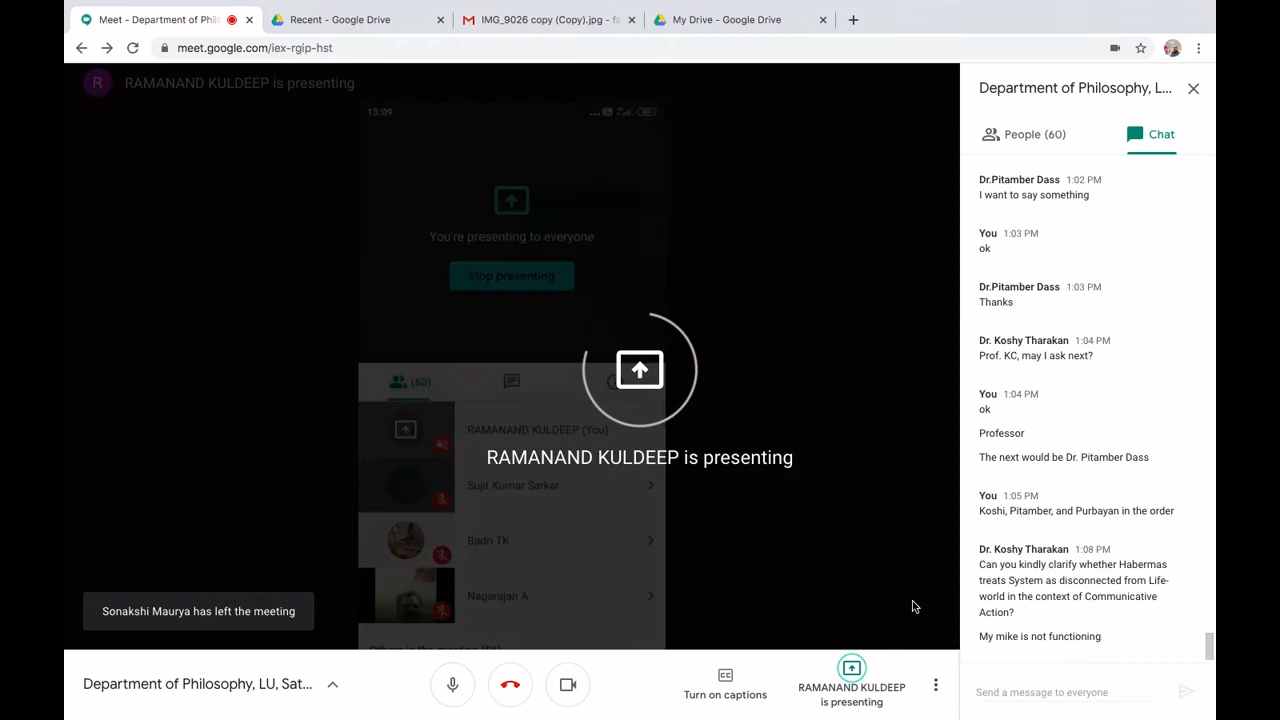 Meet - Department of Phil
Recent - Google Drive
IMG_9026 copy (Copy).jpg - fa
My Drive - Google Drive
meet.google.com/iex-rgip-hst
R
RAMANAND KULDEEP is presenting
13:09
You're presenting to everyone
Stop presenting
(60)
RAMANAND KULDEEP (You)
RAMANAND KULDEEP is presenting
Sujit Kumar Sarkar
Badri TK
Nagarajan A
Sonakshi Maurya has left the meeting
Department of Philosophy, LU, Sat...
Turn on captions
RAMANAND KULDEEP
is presenting
Department of Philosophy, L...
People (60)
Chat
Dr.Pitamber Dass 1:02 PM
I want to say something
You 1:03 PM
ok
Dr.Pitamber Dass 1:03 PM
Thanks
Dr. Koshy Tharakan 1:04 PM
Prof. KC, may I ask next?
You 1:04 PM
ok
Professor
The next would be Dr. Pitamber Dass
You 1:05 PM
Koshi, Pitamber, and Purbayan in the order
Dr. Koshy Tharakan 1:08 PM
Can you kindly clarify whether Habermas
treats System as disconnected from Life-
world in the context of Communicative
Action?
My mike is not functioning
Send a message to everyone